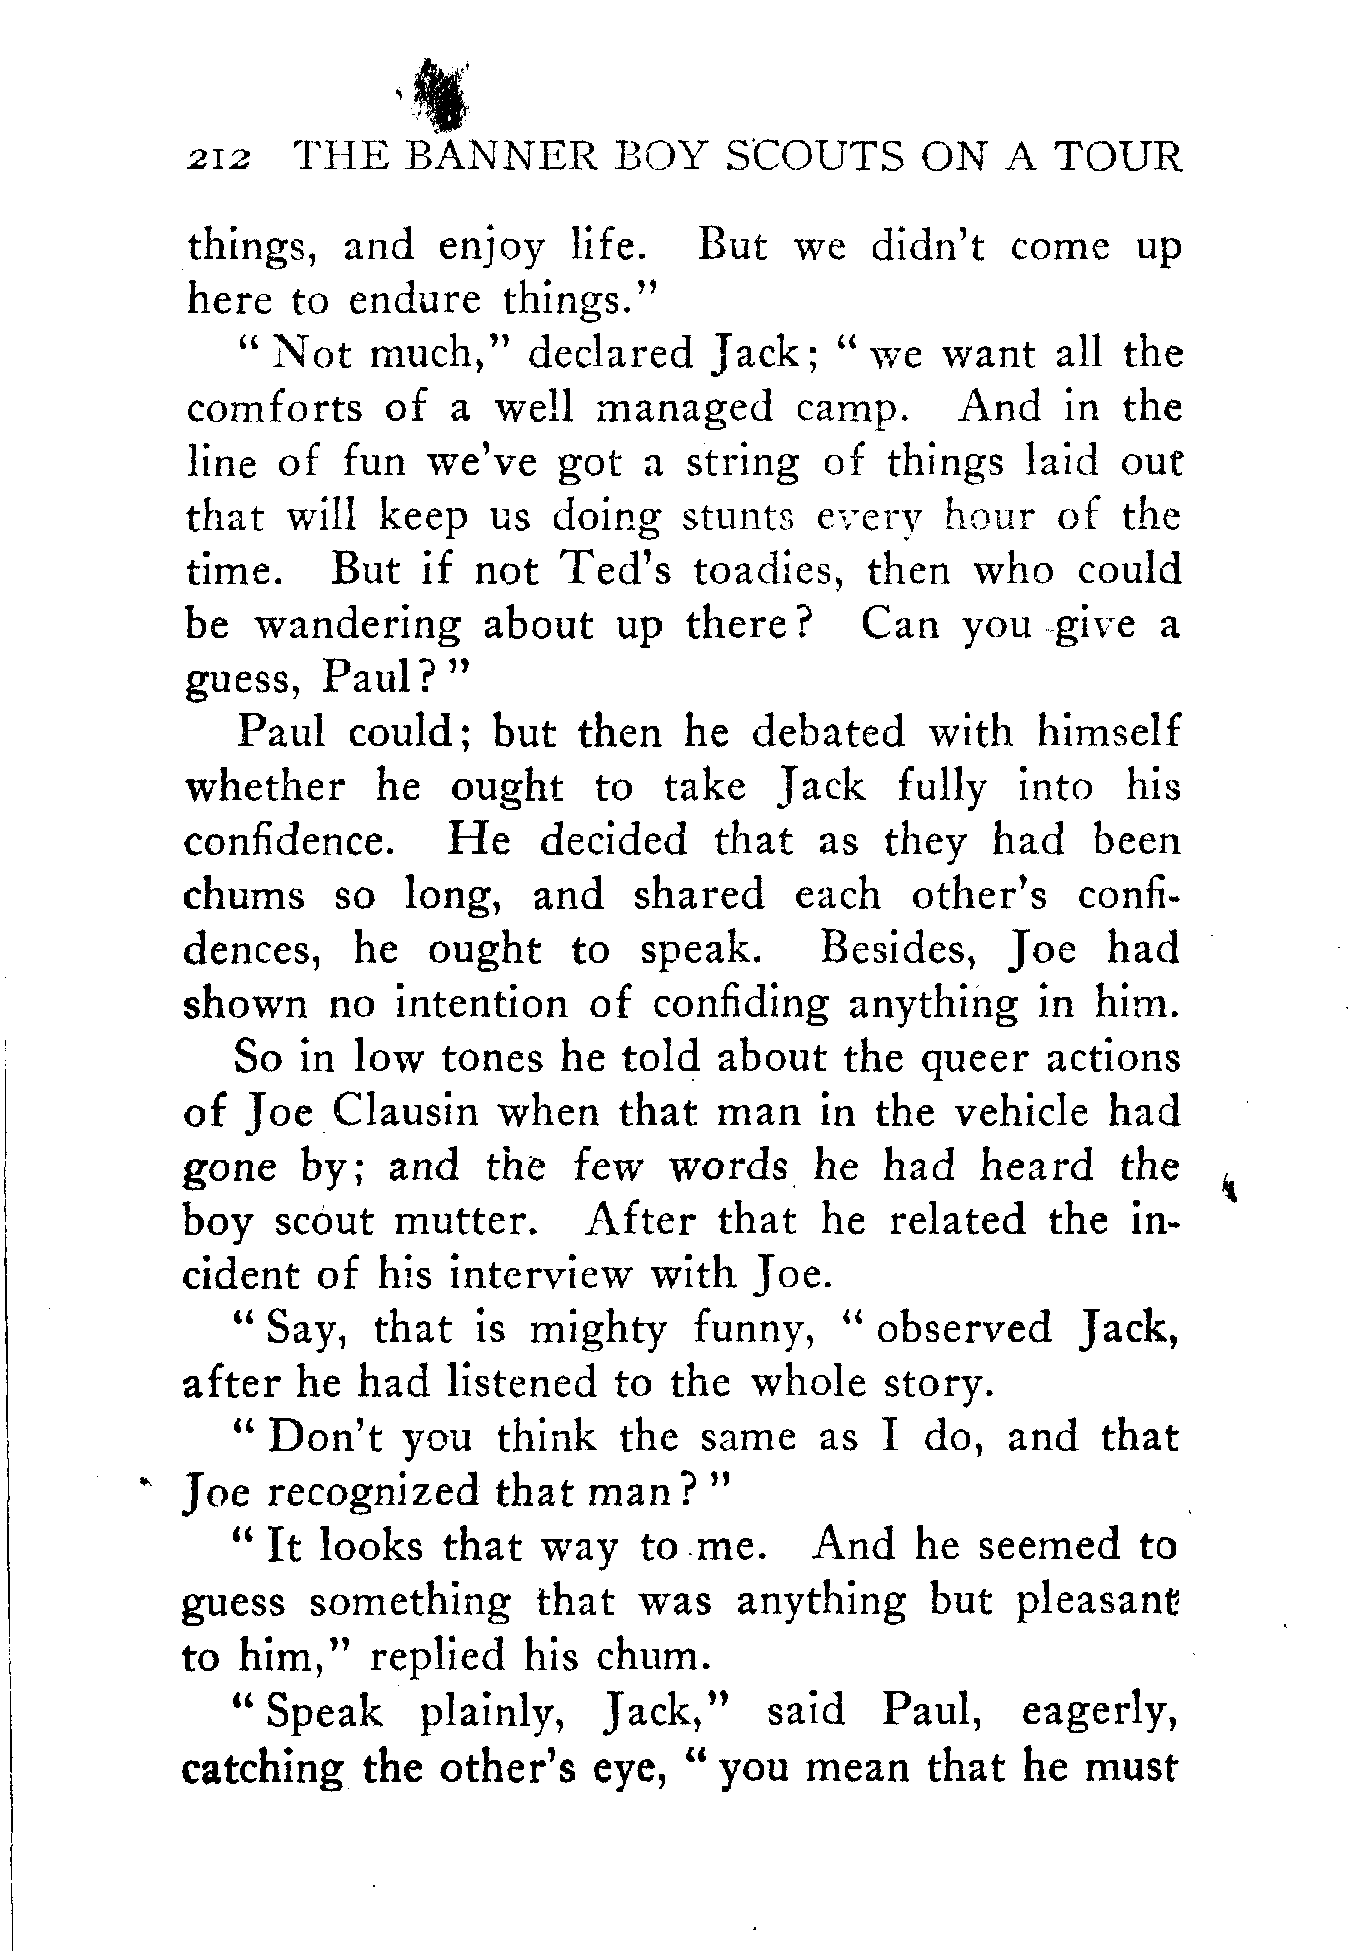 212 THE BANNER BOY SCOUTS ON A TOUR
things, and enjoy life. But we didn't come up
here to endure things."
" Not much," declared Jack; " we want all the
comforts of a well managed camp. And in the
line of fun we've got a string of things laid out
that will keep us doing stunts every hour of the
time. But if not Ted's toadies, then who could
be wandering about up there? Can you give a
guess, Paul? "
Paul could; but then he debated with himself
whether he ought to take Jack fully into his
confidence. He decided that as they had been
chums so long, and shared each other's confi-
dences, he ought to speak. Besides, Joe had
shown no intention of confiding anything in him.
So in low tones he told about the queer actions
of Joe Clausin when that man in the vehicle had
gone by; and the few words he had heard the
boy scout mutter. After that he related the in-
cident of his interview with Joe.
" Say, that is mighty funny, " observed Jack,
after he had listened to the whole story.
" Don't you think the same as I do, and that
Joe recognized that man? "
" It looks that way to me. And he seemed to
guess something that was anything but pleasant
to him," replied his chum.
" Speak plainly, Jack," said Paul, eagerly,
catching the other's eye, " you mean that he must